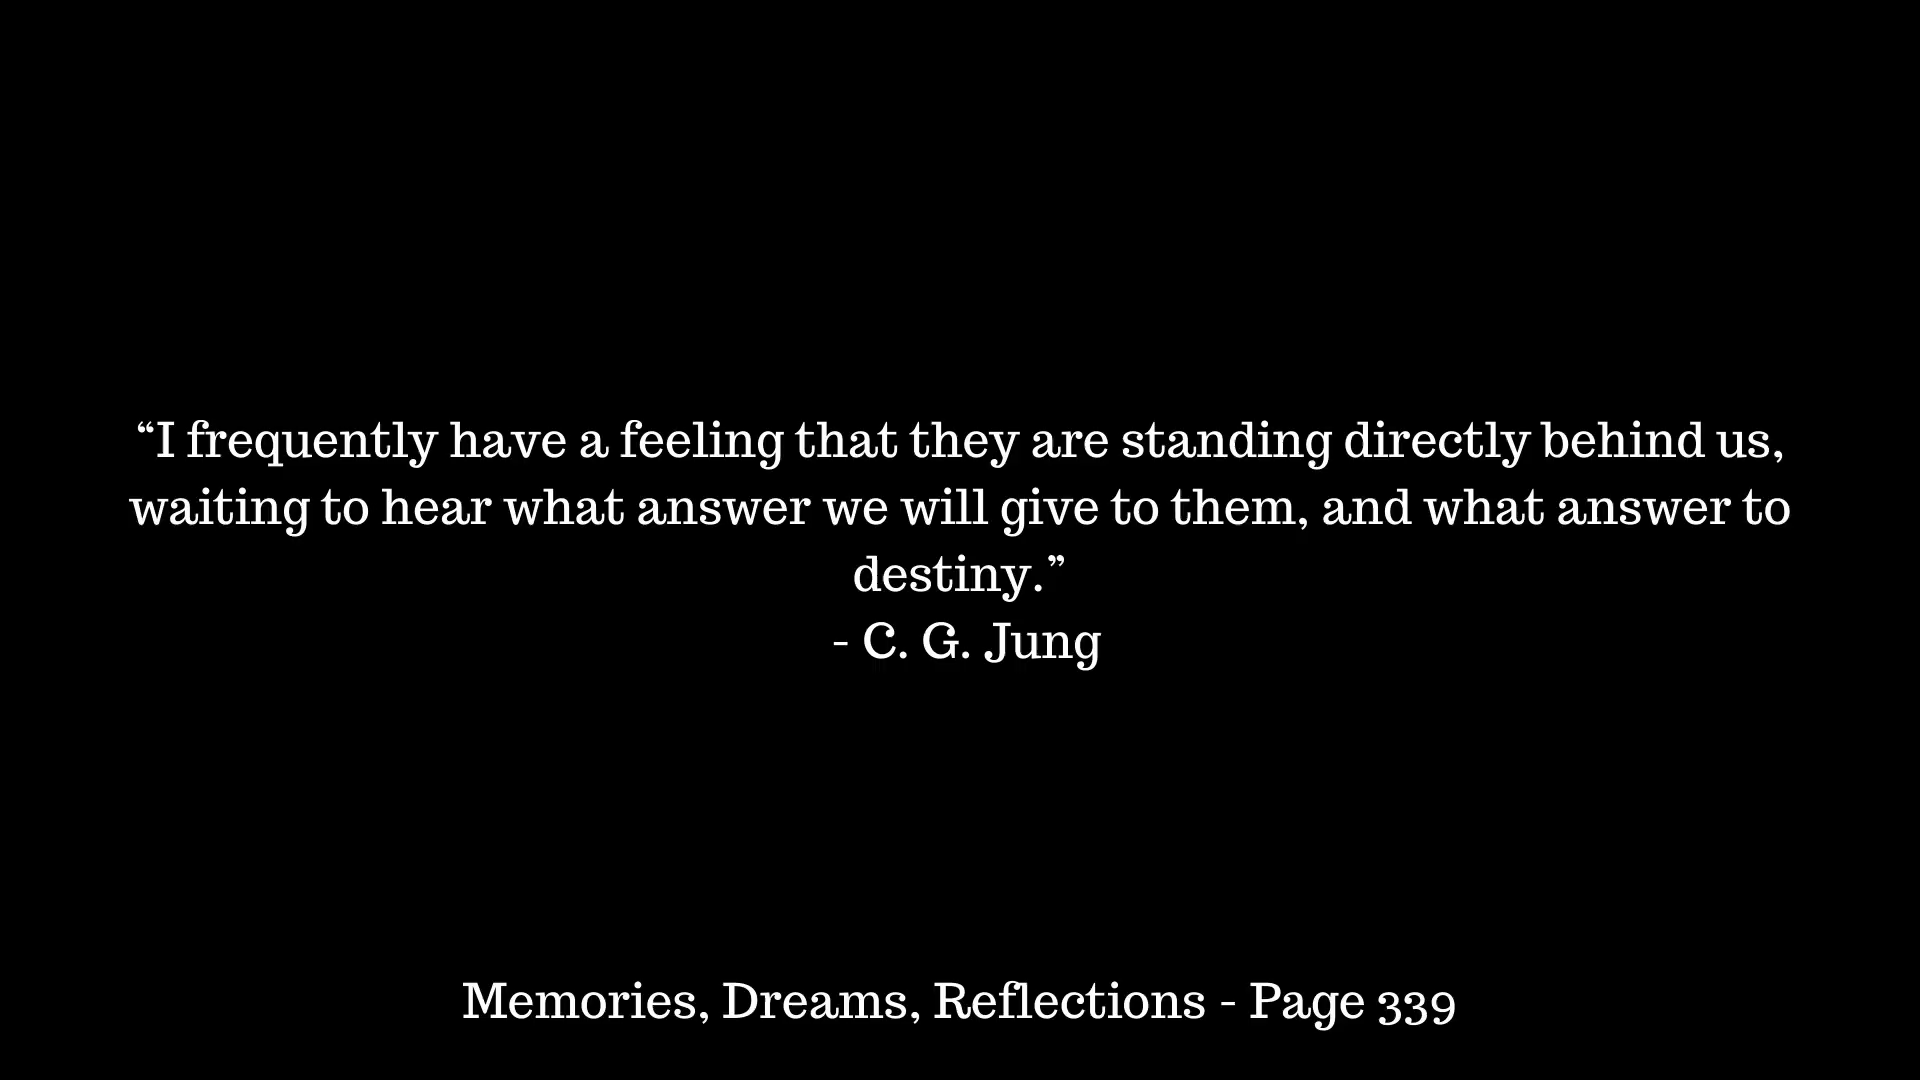 “I frequently have a feeling that they are standing directly behind us,
waiting to hear what answer we will give to them, and what answer to
destiny.”
- C. G. Jung
Memories, Dreams, Reflections - Page 339